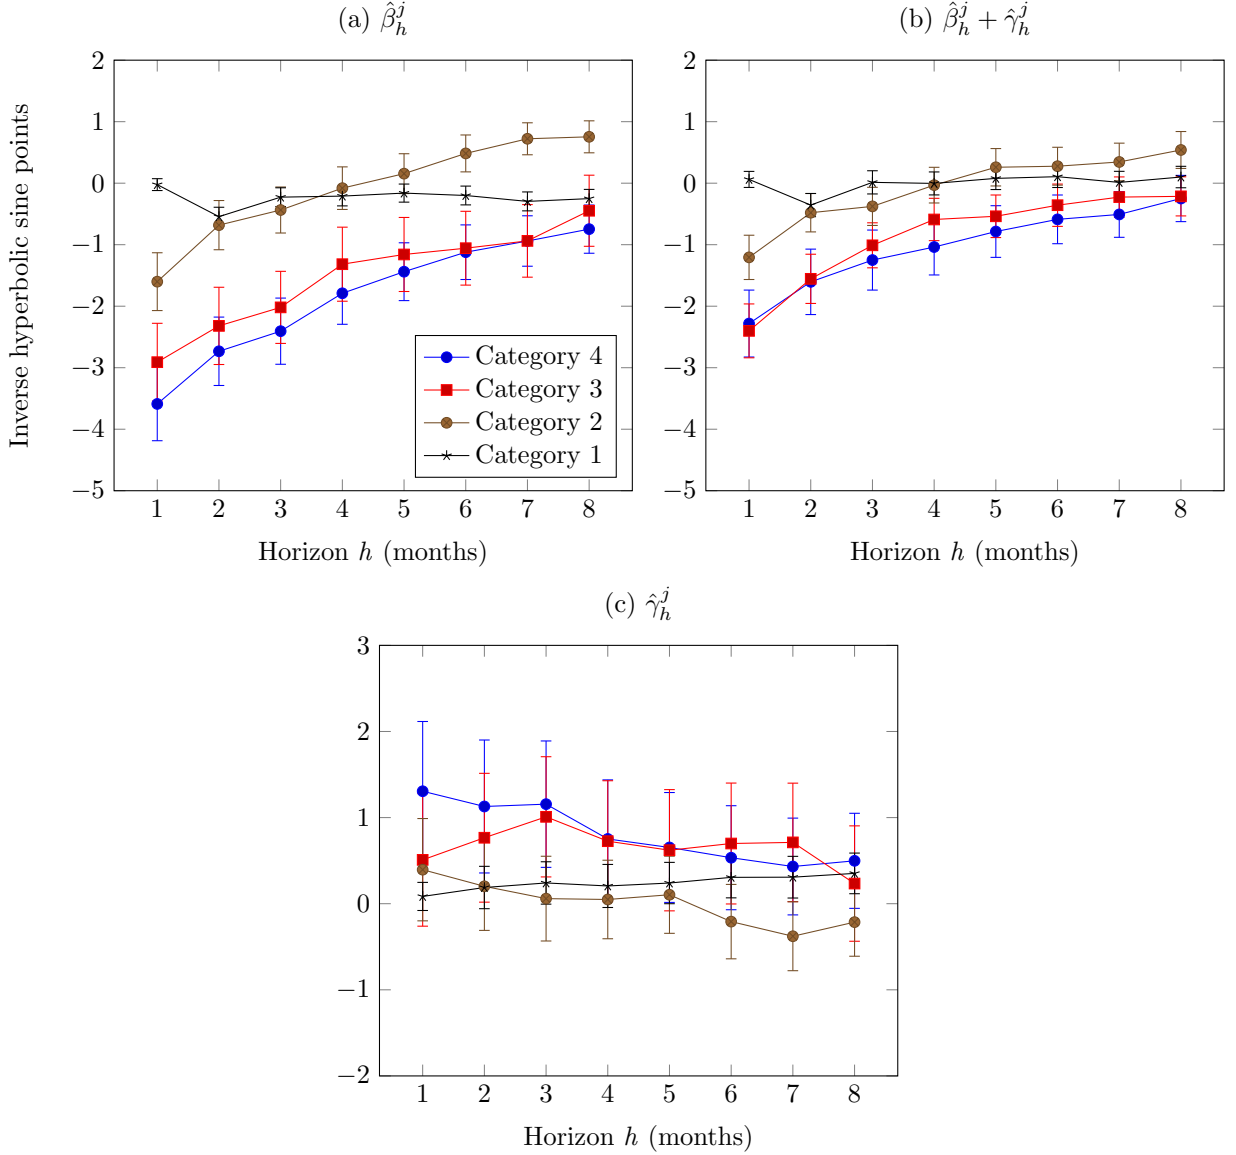 (a) β̂ʲₕ
(b) β̂ʲₕ + γ̂ʲₕ
Inverse hyperbolic sine points
2
1
0
−1
−2
−3
−4
−5
1 2 3 4 5 6 7 8
Horizon h (months)
Category 4
Category 3
Category 2
Category 1
2
1
0
−1
−2
−3
−4
−5
1 2 3 4 5 6 7 8
Horizon h (months)
(c) γ̂ʲₕ
3
2
1
0
−1
−2
1 2 3 4 5 6 7 8
Horizon h (months)